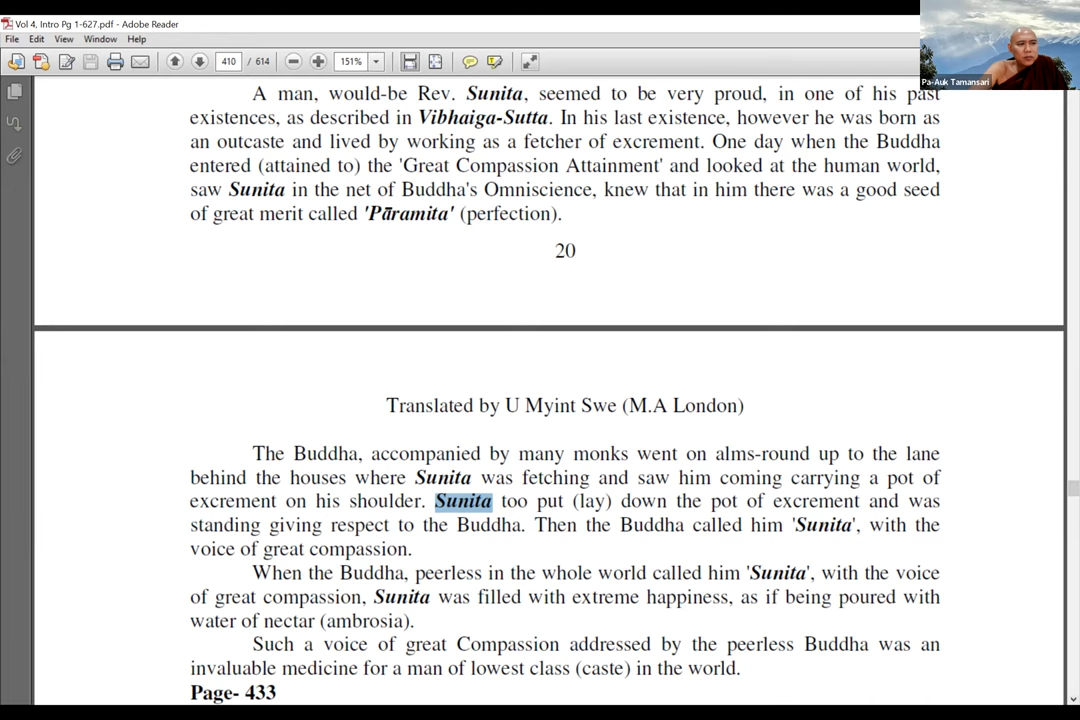 Vol 4, Intro Pg 1-627.pdf - Adobe Reader
File Edit View Window Help
410 / 614 151%
Pa-Auk Tamansari
A man, would-be Rev. Sunita, seemed to be very proud, in one of his past
existences, as described in Vibhaiga-Sutta. In his last existence, however he was born as
an outcaste and lived by working as a fetcher of excrement. One day when the Buddha
entered (attained to) the 'Great Compassion Attainment' and looked at the human world,
saw Sunita in the net of Buddha's Omniscience, knew that in him there was a good seed
of great merit called 'Pāramita' (perfection).
20
Translated by U Myint Swe (M.A London)
The Buddha, accompanied by many monks went on alms-round up to the lane
behind the houses where Sunita was fetching and saw him coming carrying a pot of
excrement on his shoulder. Sunita too put (lay) down the pot of excrement and was
standing giving respect to the Buddha. Then the Buddha called him 'Sunita', with the
voice of great compassion.
When the Buddha, peerless in the whole world called him 'Sunita', with the voice
of great compassion, Sunita was filled with extreme happiness, as if being poured with
water of nectar (ambrosia).
Such a voice of great Compassion addressed by the peerless Buddha was an
invaluable medicine for a man of lowest class (caste) in the world.
Page- 433